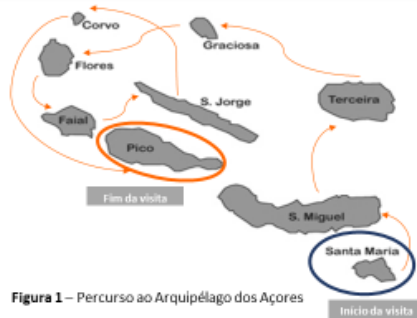 Corvo
Graciosa
Flores
S. Jorge
Terceira
Faial
Pico
Fim da visita
S. Miguel
Santa Maria
Figura 1 – Percurso ao Arquipélago dos Açores
Início da visita